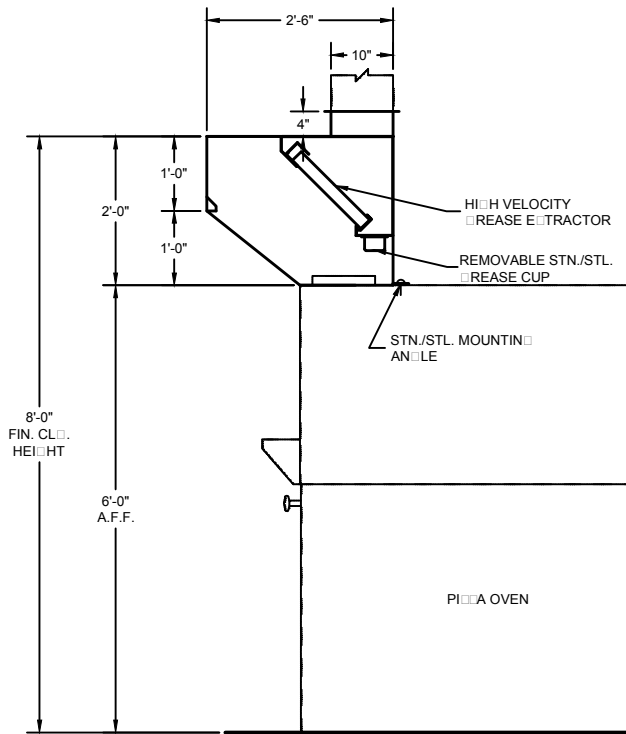 2'-6"
10"
4"
1'-0"
2'-0"
1'-0"
HI□H VELOCITY
□REASE E□TRACTOR
REMOVABLE STN./STL.
□REASE CUP
STN./STL. MOUNTIN□
AN□LE
8'-0"
FIN. CL□.
HEI□HT
6'-0"
A.F.F.
PI□□A OVEN